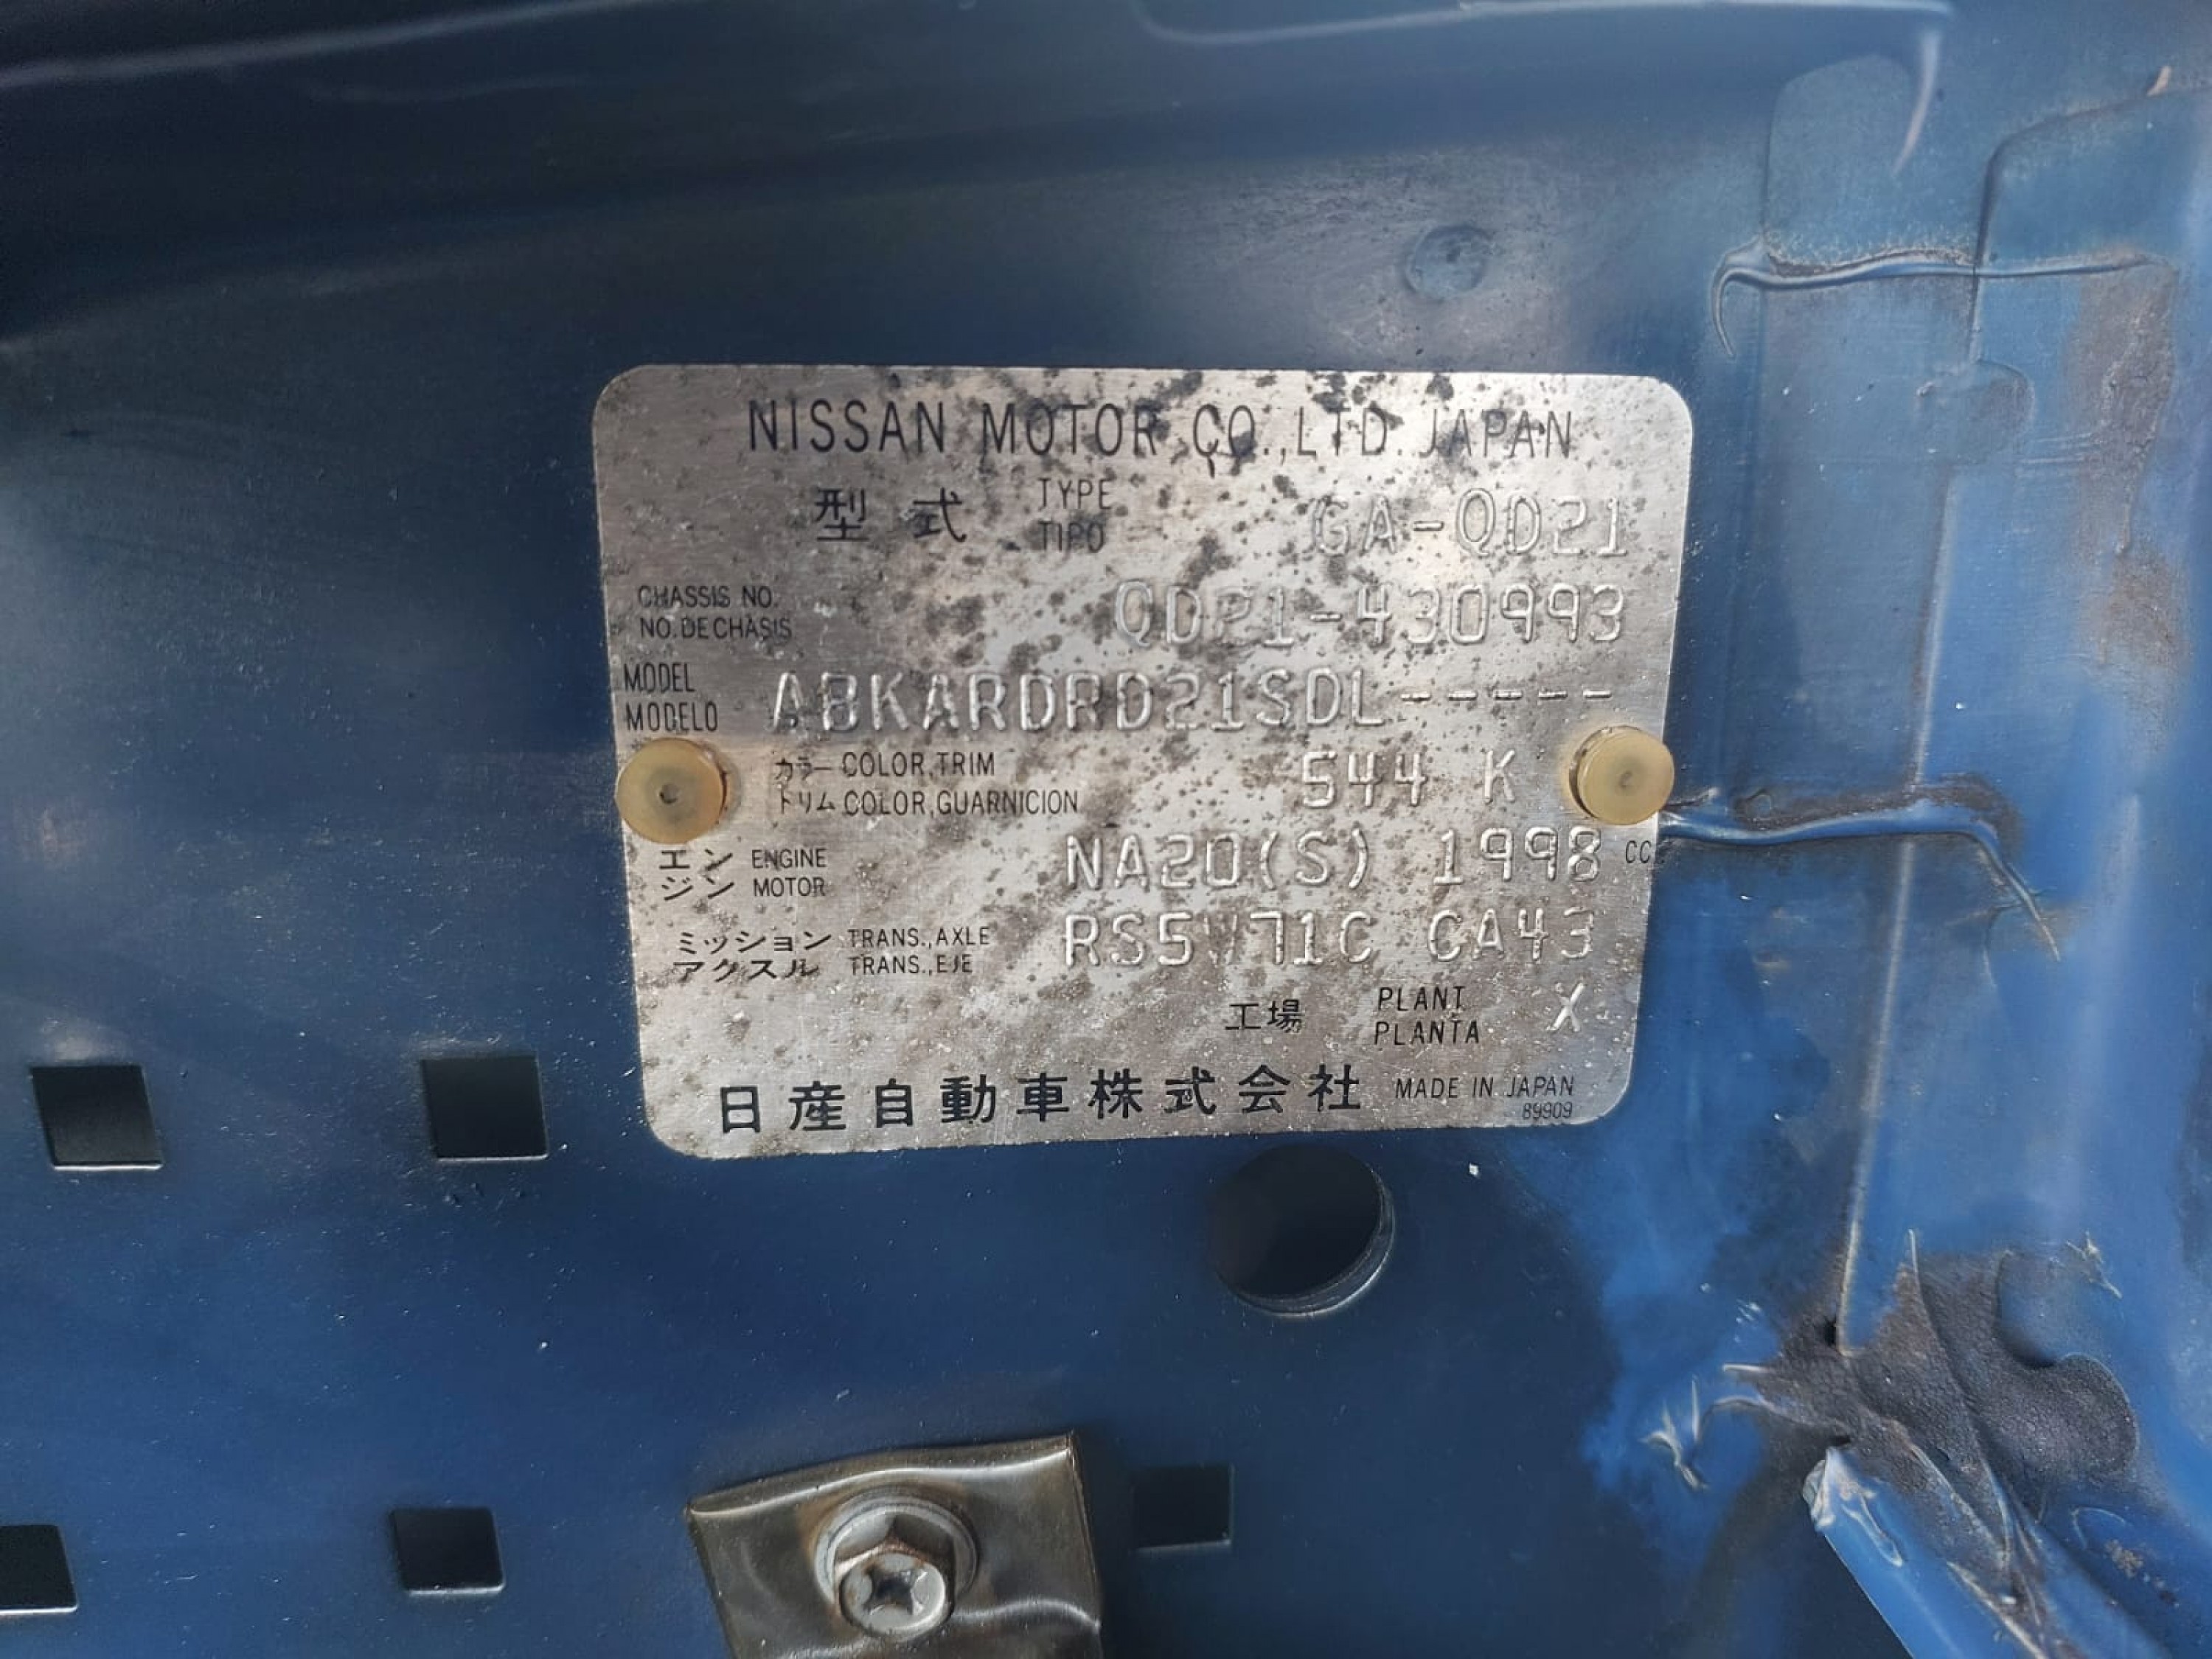 NISSAN MOTOR CO.,LTD. JAPAN
型式 TYPE TIPO GA-QD21
CHASSIS NO. NO. DE CHASIS QD21-430993
MODEL MODELO ABKARDRD21SDL-----
カラー COLOR,TRIM 544 K
トリム COLOR,GUARNICION
エンジン ENGINE MOTOR NA20(S) 1998 CC
ミッション TRANS.,AXLE RS5W71C CA43
アクスル TRANS.,EJE
工場 PLANT PLANTA X
日産自動車株式会社 MADE IN JAPAN
89909